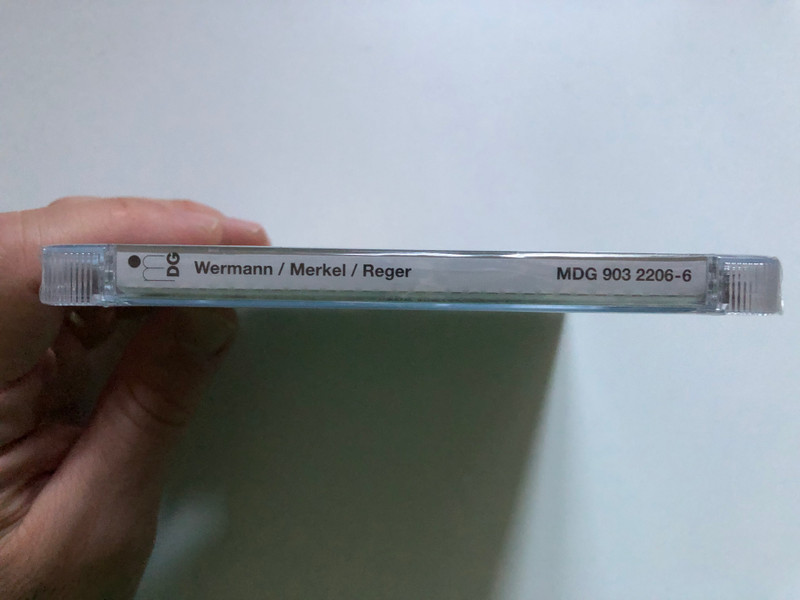 MDG
Wermann / Merkel / Reger
MDG 903 2206-6